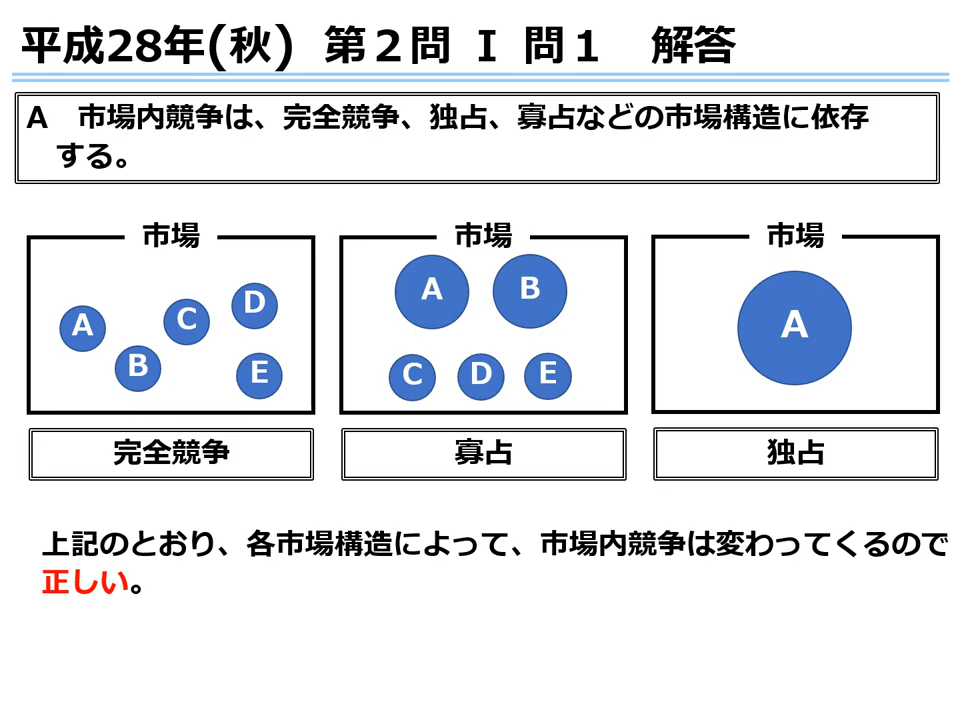 平成28年(秋) 第２問 Ⅰ 問１　解答
A　市場内競争は、完全競争、独占、寡占などの市場構造に依存
する。
市場
A
B
C
D
E
完全競争
市場
A
B
C
D
E
寡占
市場
A
独占
上記のとおり、各市場構造によって、市場内競争は変わってくるので
正しい。